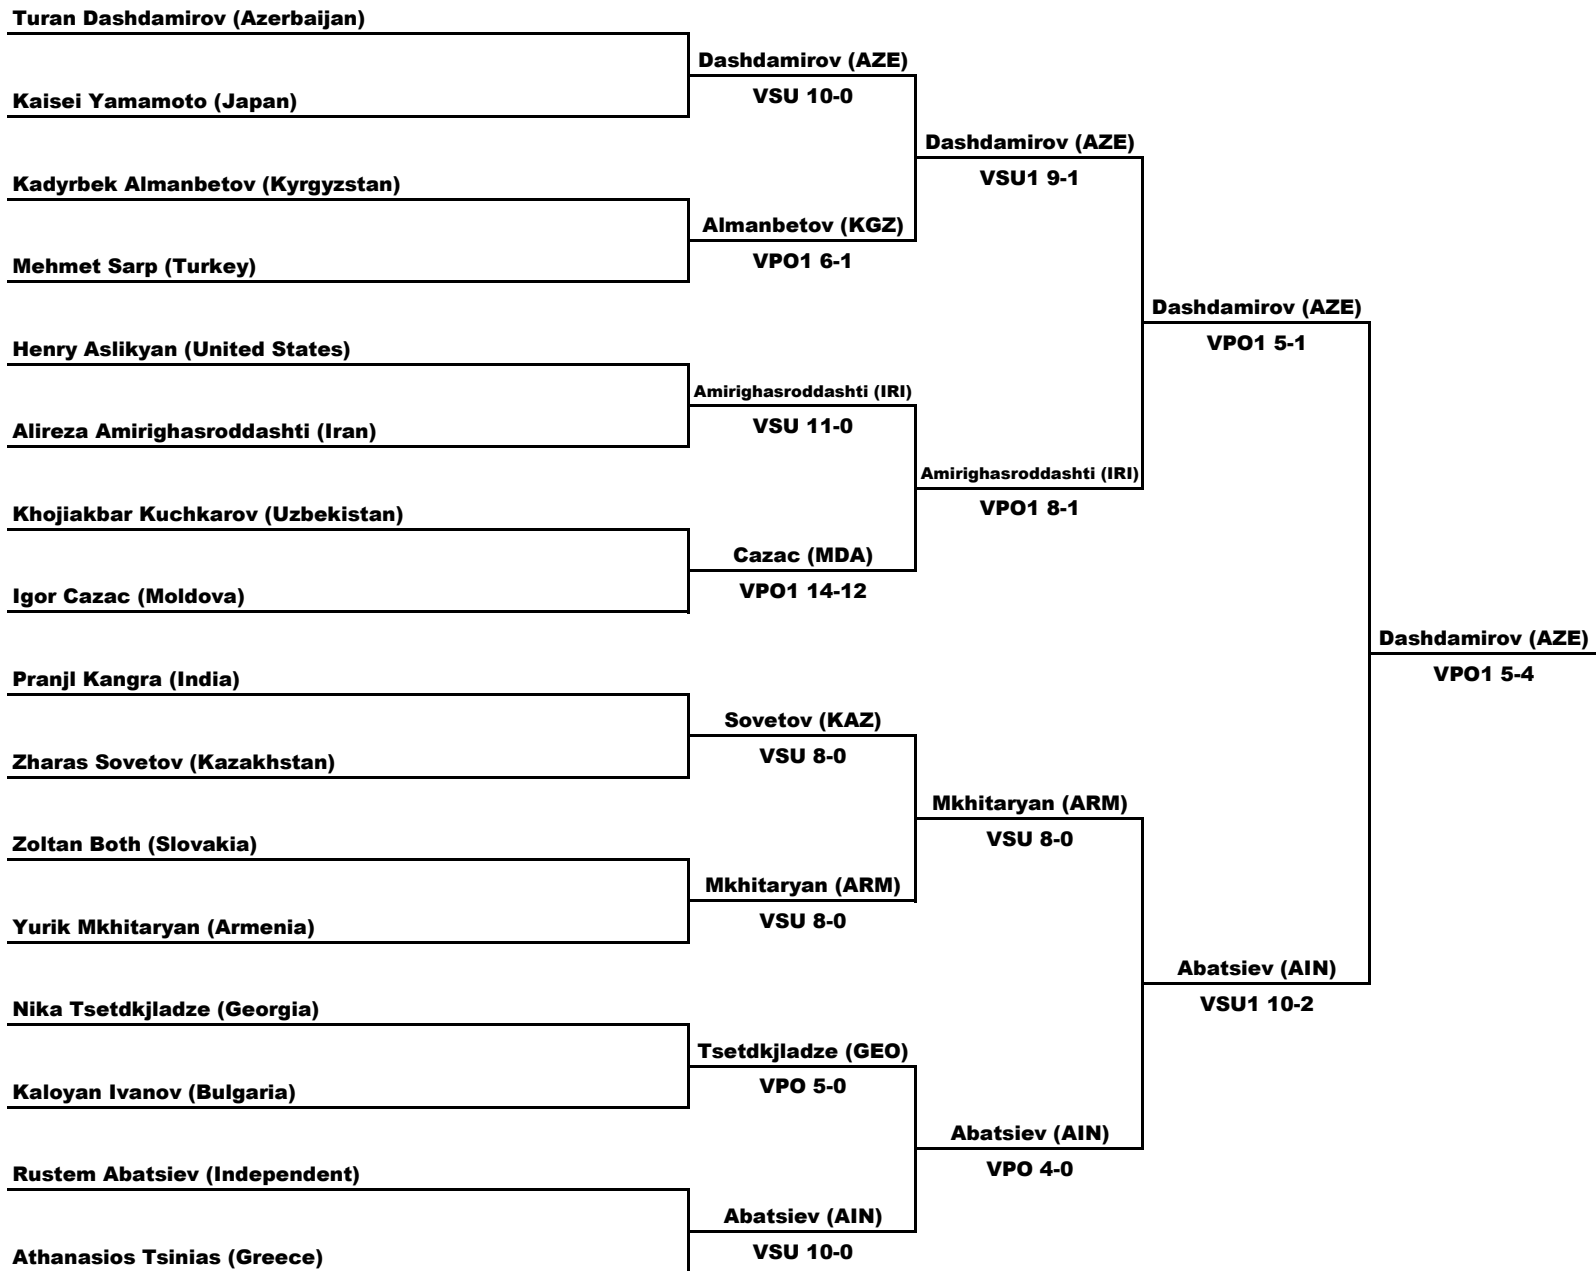 Turan Dashdamirov (Azerbaijan)
Dashdamirov (AZE)
VSU 10-0
Kaisei Yamamoto (Japan)
Dashdamirov (AZE)
VSU1 9-1
Kadyrbek Almanbetov (Kyrgyzstan)
Almanbetov (KGZ)
VPO1 6-1
Mehmet Sarp (Turkey)
Dashdamirov (AZE)
VPO1 5-1
Henry Aslikyan (United States)
Amirighasroddashti (IRI)
VSU 11-0
Alireza Amirighasroddashti (Iran)
Amirighasroddashti (IRI)
VPO1 8-1
Khojiakbar Kuchkarov (Uzbekistan)
Cazac (MDA)
VPO1 14-12
Igor Cazac (Moldova)
Dashdamirov (AZE)
VPO1 5-4
Pranjl Kangra (India)
Sovetov (KAZ)
VSU 8-0
Zharas Sovetov (Kazakhstan)
Mkhitaryan (ARM)
VSU 8-0
Zoltan Both (Slovakia)
Mkhitaryan (ARM)
VSU 8-0
Yurik Mkhitaryan (Armenia)
Abatsiev (AIN)
VSU1 10-2
Nika Tsetdkjladze (Georgia)
Tsetdkjladze (GEO)
VPO 5-0
Kaloyan Ivanov (Bulgaria)
Abatsiev (AIN)
VPO 4-0
Rustem Abatsiev (Independent)
Abatsiev (AIN)
VSU 10-0
Athanasios Tsinias (Greece)